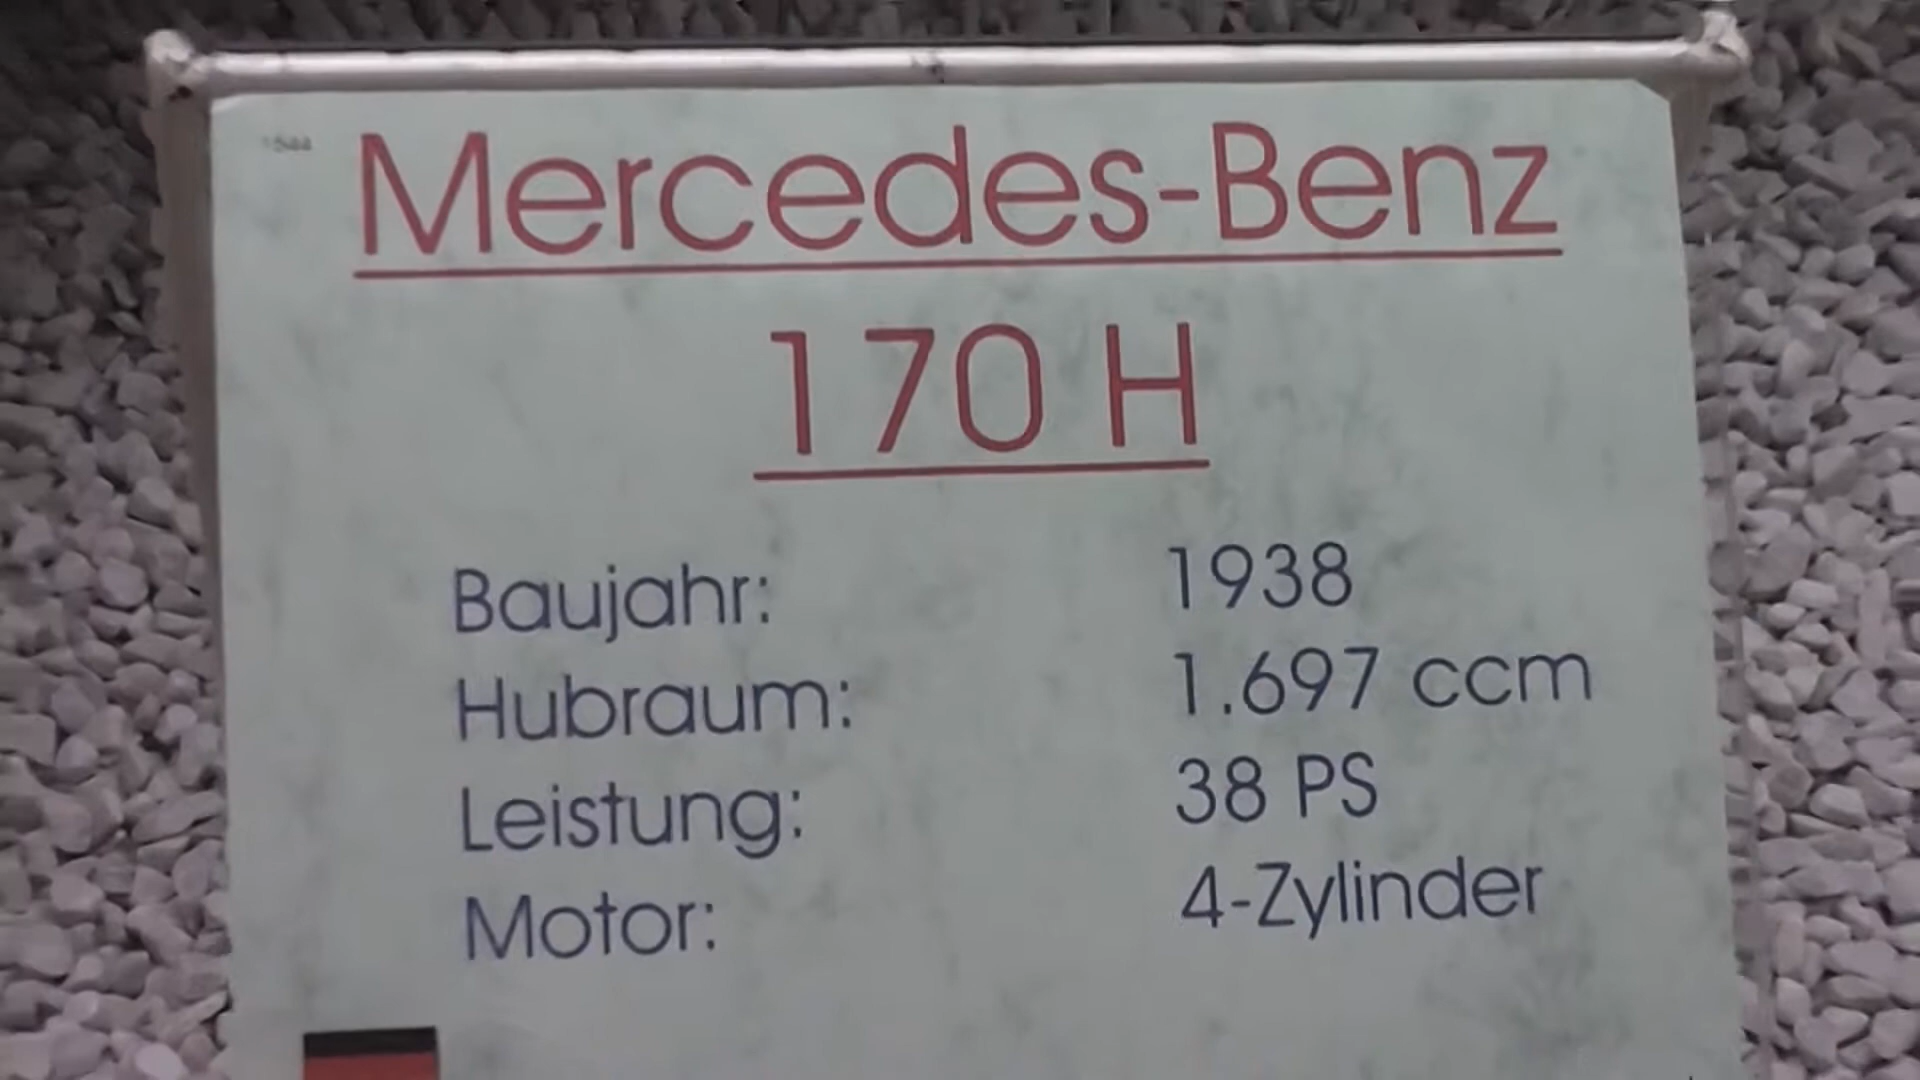 Mercedes-Benz
170 H
Baujahr: 1938
Hubraum: 1.697 ccm
Leistung: 38 PS
Motor: 4-Zylinder